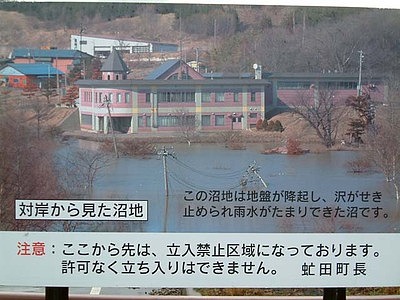 この沼地は地盤が隆起し、沢がせき
止められ雨水がたまりできた沼です。
対岸から見た沼地
注意：ここから先は、立入禁止区域になっております。
許可なく立ち入りはできません。 虻田町長